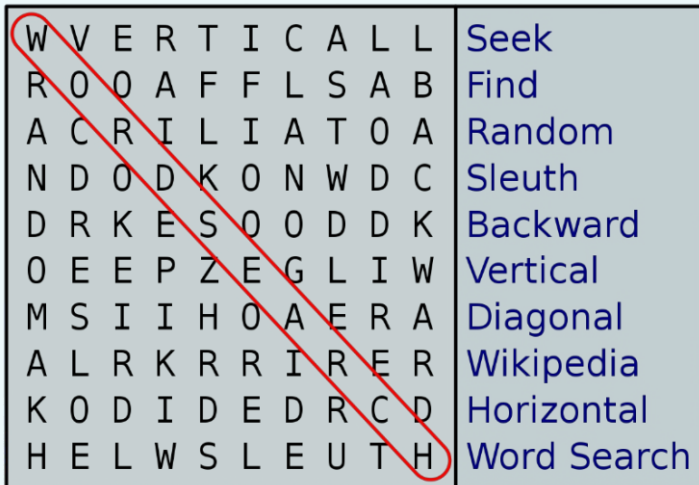 W V E R T I C A L L Seek
R O O A F F L S A B Find
A C R I L I A T O A Random
N D O D K O N W D C Sleuth
D R K E S O O D D K Backward
O E E P Z E G L I W Vertical
M S I I H O A E R A Diagonal
A L R K R R I R E R Wikipedia
K O D I D E D R C D Horizontal
H E L W S L E U T H Word Search